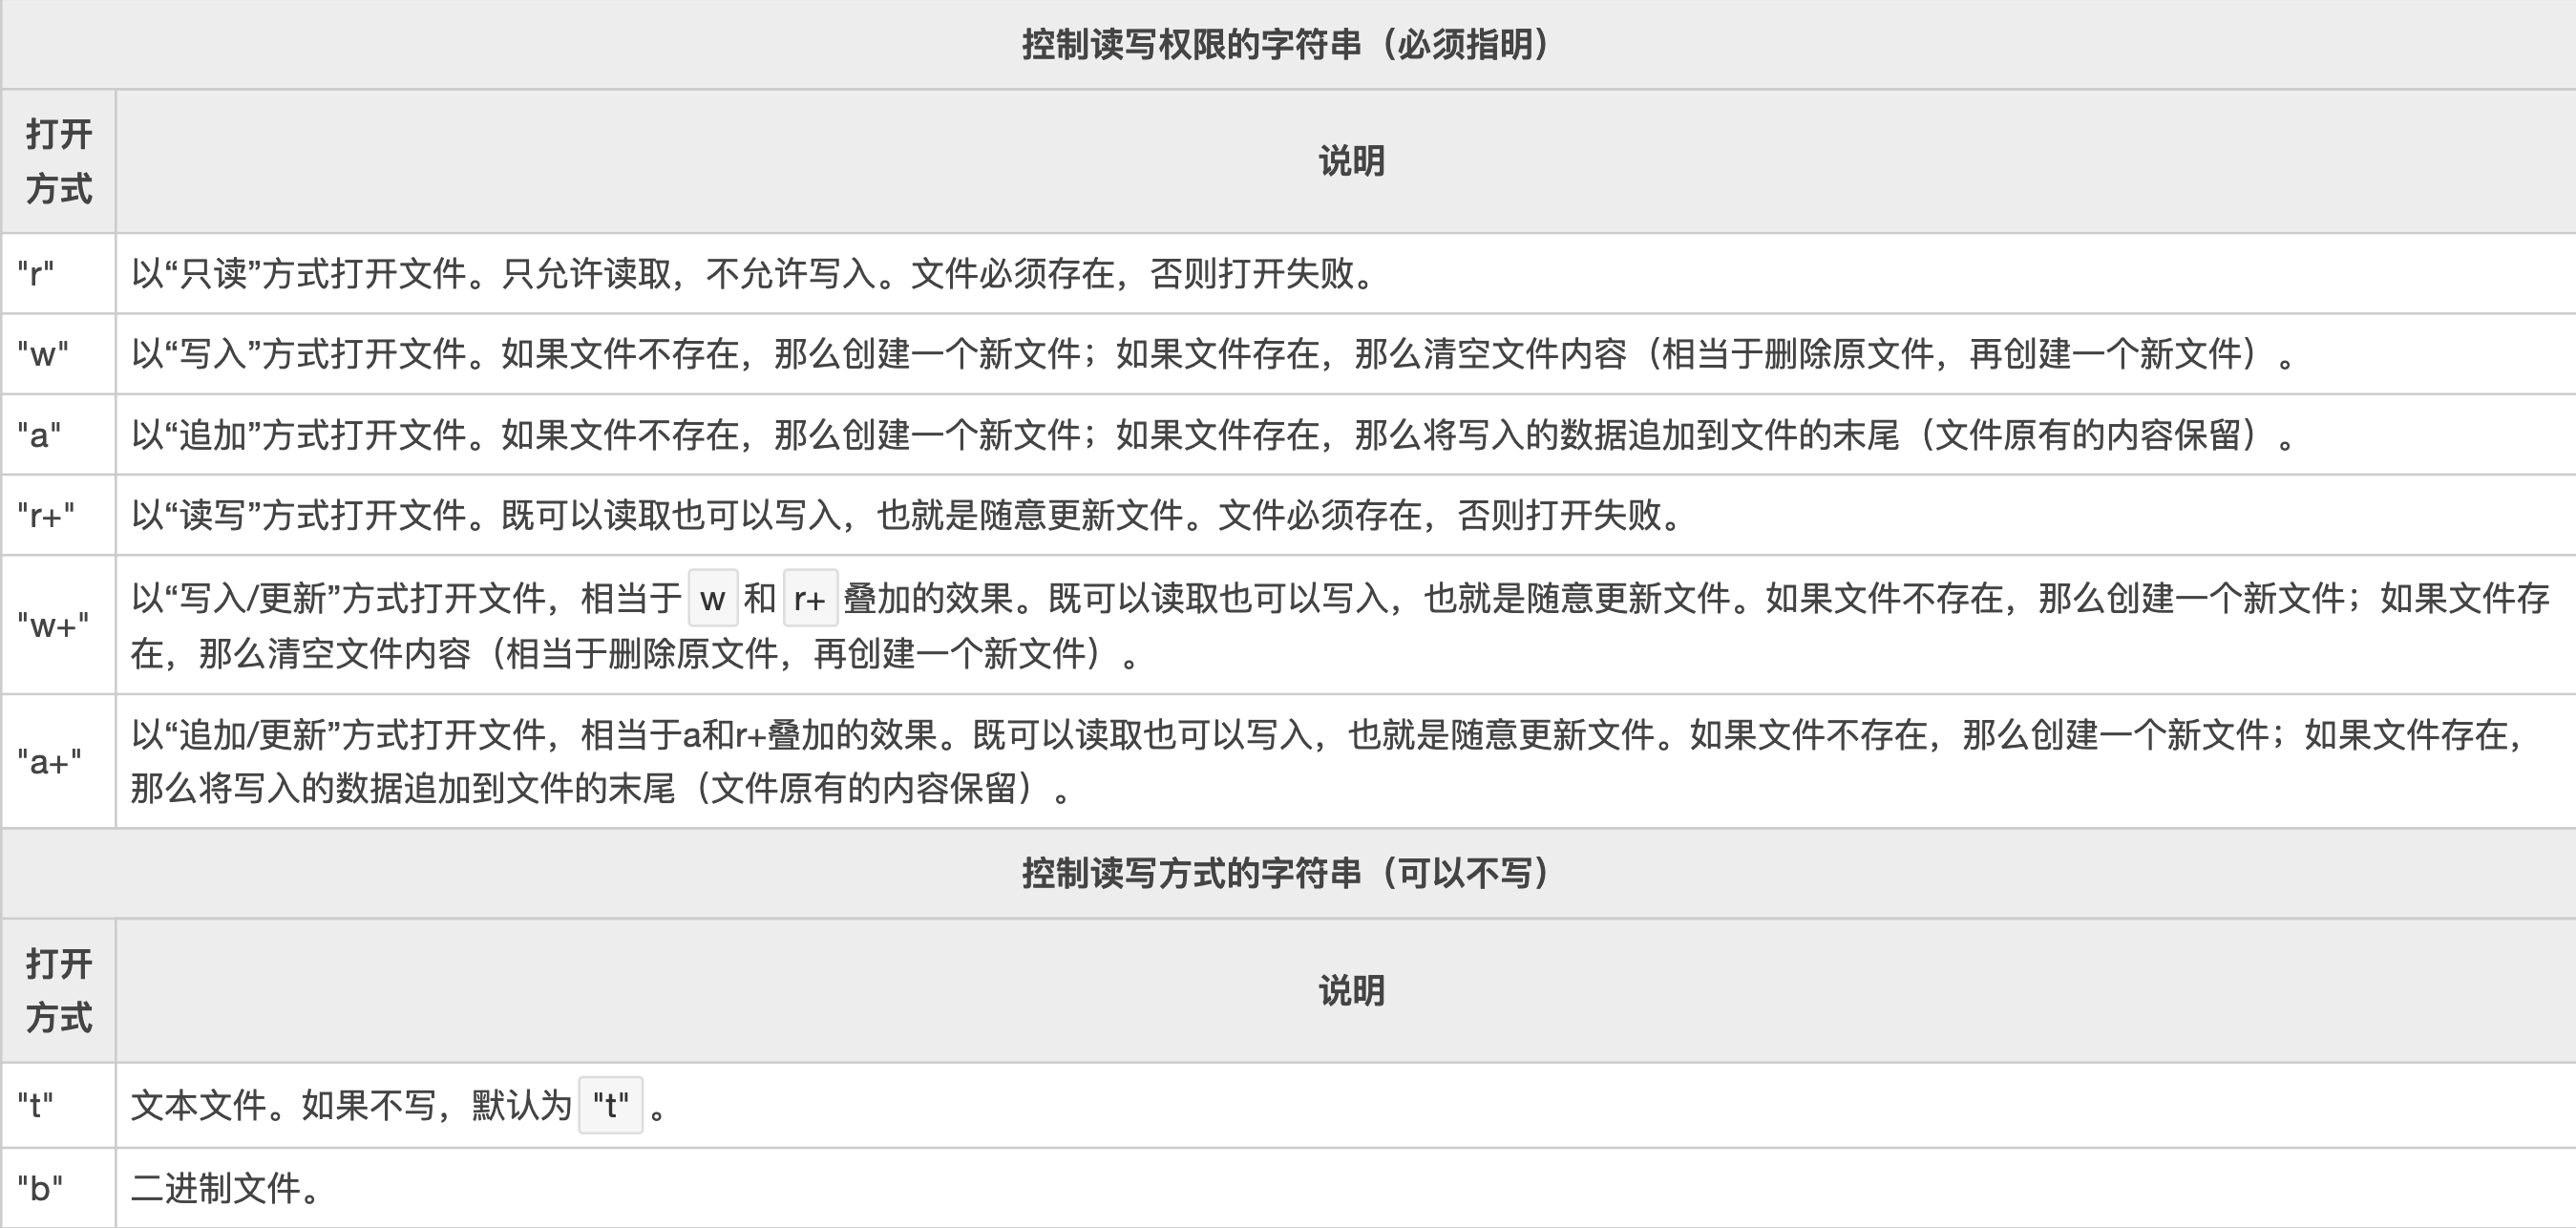 控制读写权限的字符串（必须指明）
打开
方式
说明
"r"
以“只读”方式打开文件。只允许读取，不允许写入。文件必须存在，否则打开失败。
"w"
以“写入”方式打开文件。如果文件不存在，那么创建一个新文件；如果文件存在，那么清空文件内容（相当于删除原文件，再创建一个新文件）。
"a"
以“追加”方式打开文件。如果文件不存在，那么创建一个新文件；如果文件存在，那么将写入的数据追加到文件的末尾（文件原有的内容保留）。
"r+"
以“读写”方式打开文件。既可以读取也可以写入，也就是随意更新文件。文件必须存在，否则打开失败。
"w+"
以“写入/更新”方式打开文件，相当于 w 和 r+ 叠加的效果。既可以读取也可以写入，也就是随意更新文件。如果文件不存在，那么创建一个新文件；如果文件存
在，那么清空文件内容（相当于删除原文件，再创建一个新文件）。
"a+"
以“追加/更新”方式打开文件，相当于a和r+叠加的效果。既可以读取也可以写入，也就是随意更新文件。如果文件不存在，那么创建一个新文件；如果文件存在，
那么将写入的数据追加到文件的末尾（文件原有的内容保留）。
控制读写方式的字符串（可以不写）
打开
方式
说明
"t"
文本文件。如果不写，默认为 "t" 。
"b"
二进制文件。